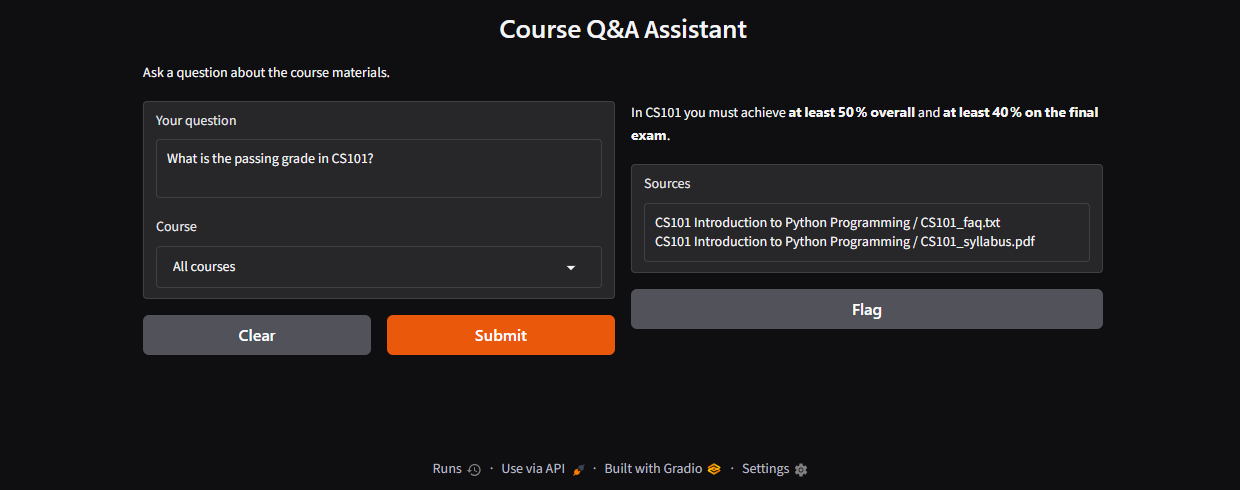 Course Q&A Assistant
Ask a question about the course materials.
Your question
What is the passing grade in CS101?
Course
All courses
Clear
Submit
In CS101 you must achieve at least 50 % overall and at least 40 % on the final
exam.
Sources
CS101 Introduction to Python Programming / CS101_faq.txt
CS101 Introduction to Python Programming / CS101_syllabus.pdf
Flag
Runs · Use via API · Built with Gradio · Settings